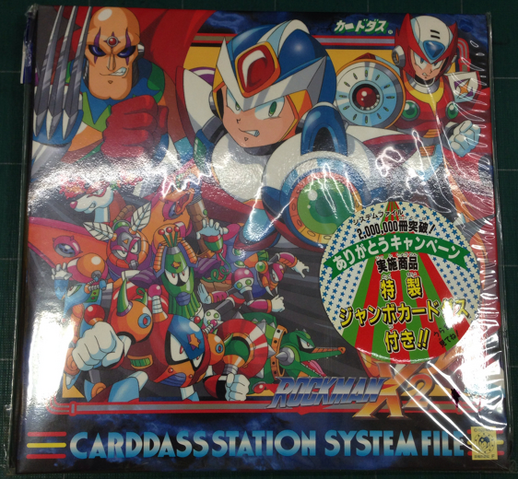 カードダス
システムファイル
2,000,000冊突破!
ありがとうキャンペーン
実施商品
特製
ジャンボカードダス
付き!!
ROCKMAN X2
CARDDASS STATION SYSTEM FILE